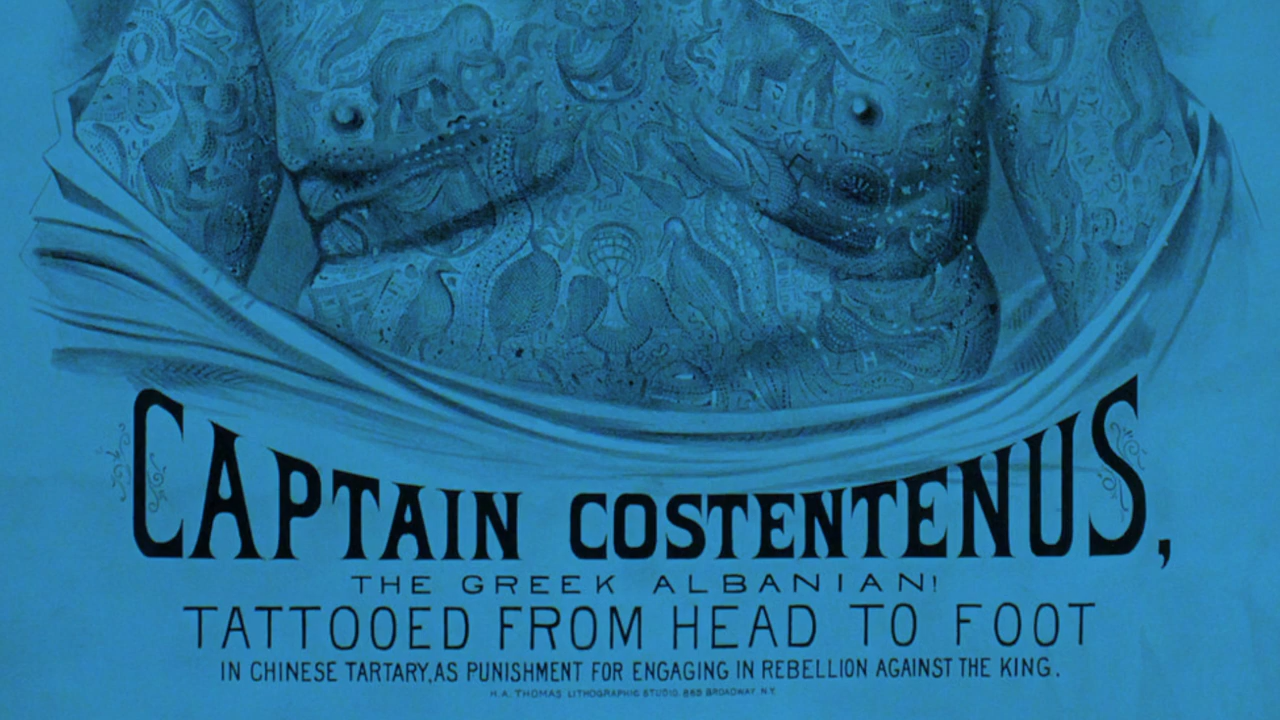 CAPTAIN COSTENTENUS,
THE GREEK ALBANIAN!
TATTOOED FROM HEAD TO FOOT
IN CHINESE TARTARY, AS PUNISHMENT FOR ENGAGING IN REBELLION AGAINST THE KING.
H.A. THOMAS LITHOGRAPHIC STUDIO. 865 BROADWAY. N.Y.